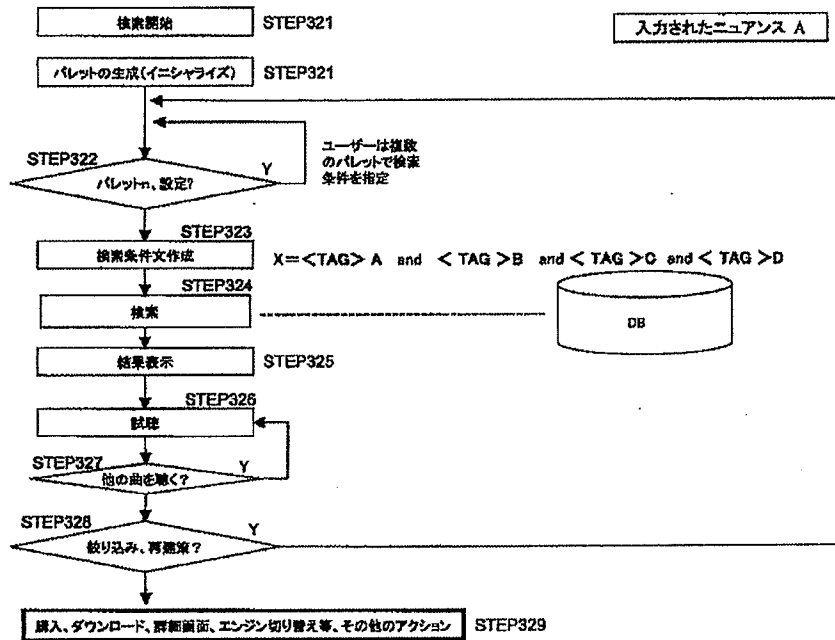 検索開始
STEP321
入力されたニュアンス A
パレットの生成(イニシャライズ)
STEP321
ユーザーは複数
のパレットで検索
条件を指定
STEP322
Y
パレットn、設定?
STEP323
検索条件文作成
X=<TAG> A and <TAG>B and<TAG>C and<TAG>D
STEP324
検索
DB
結果表示
STEP325
STEP326
試聴
STEP327
Y
他の曲を聴く?
STEP328
Y
絞り込み、再検索?
購入、ダウンロード、詳細画面、エンジン切り替え等、その他のアクション
STEP329